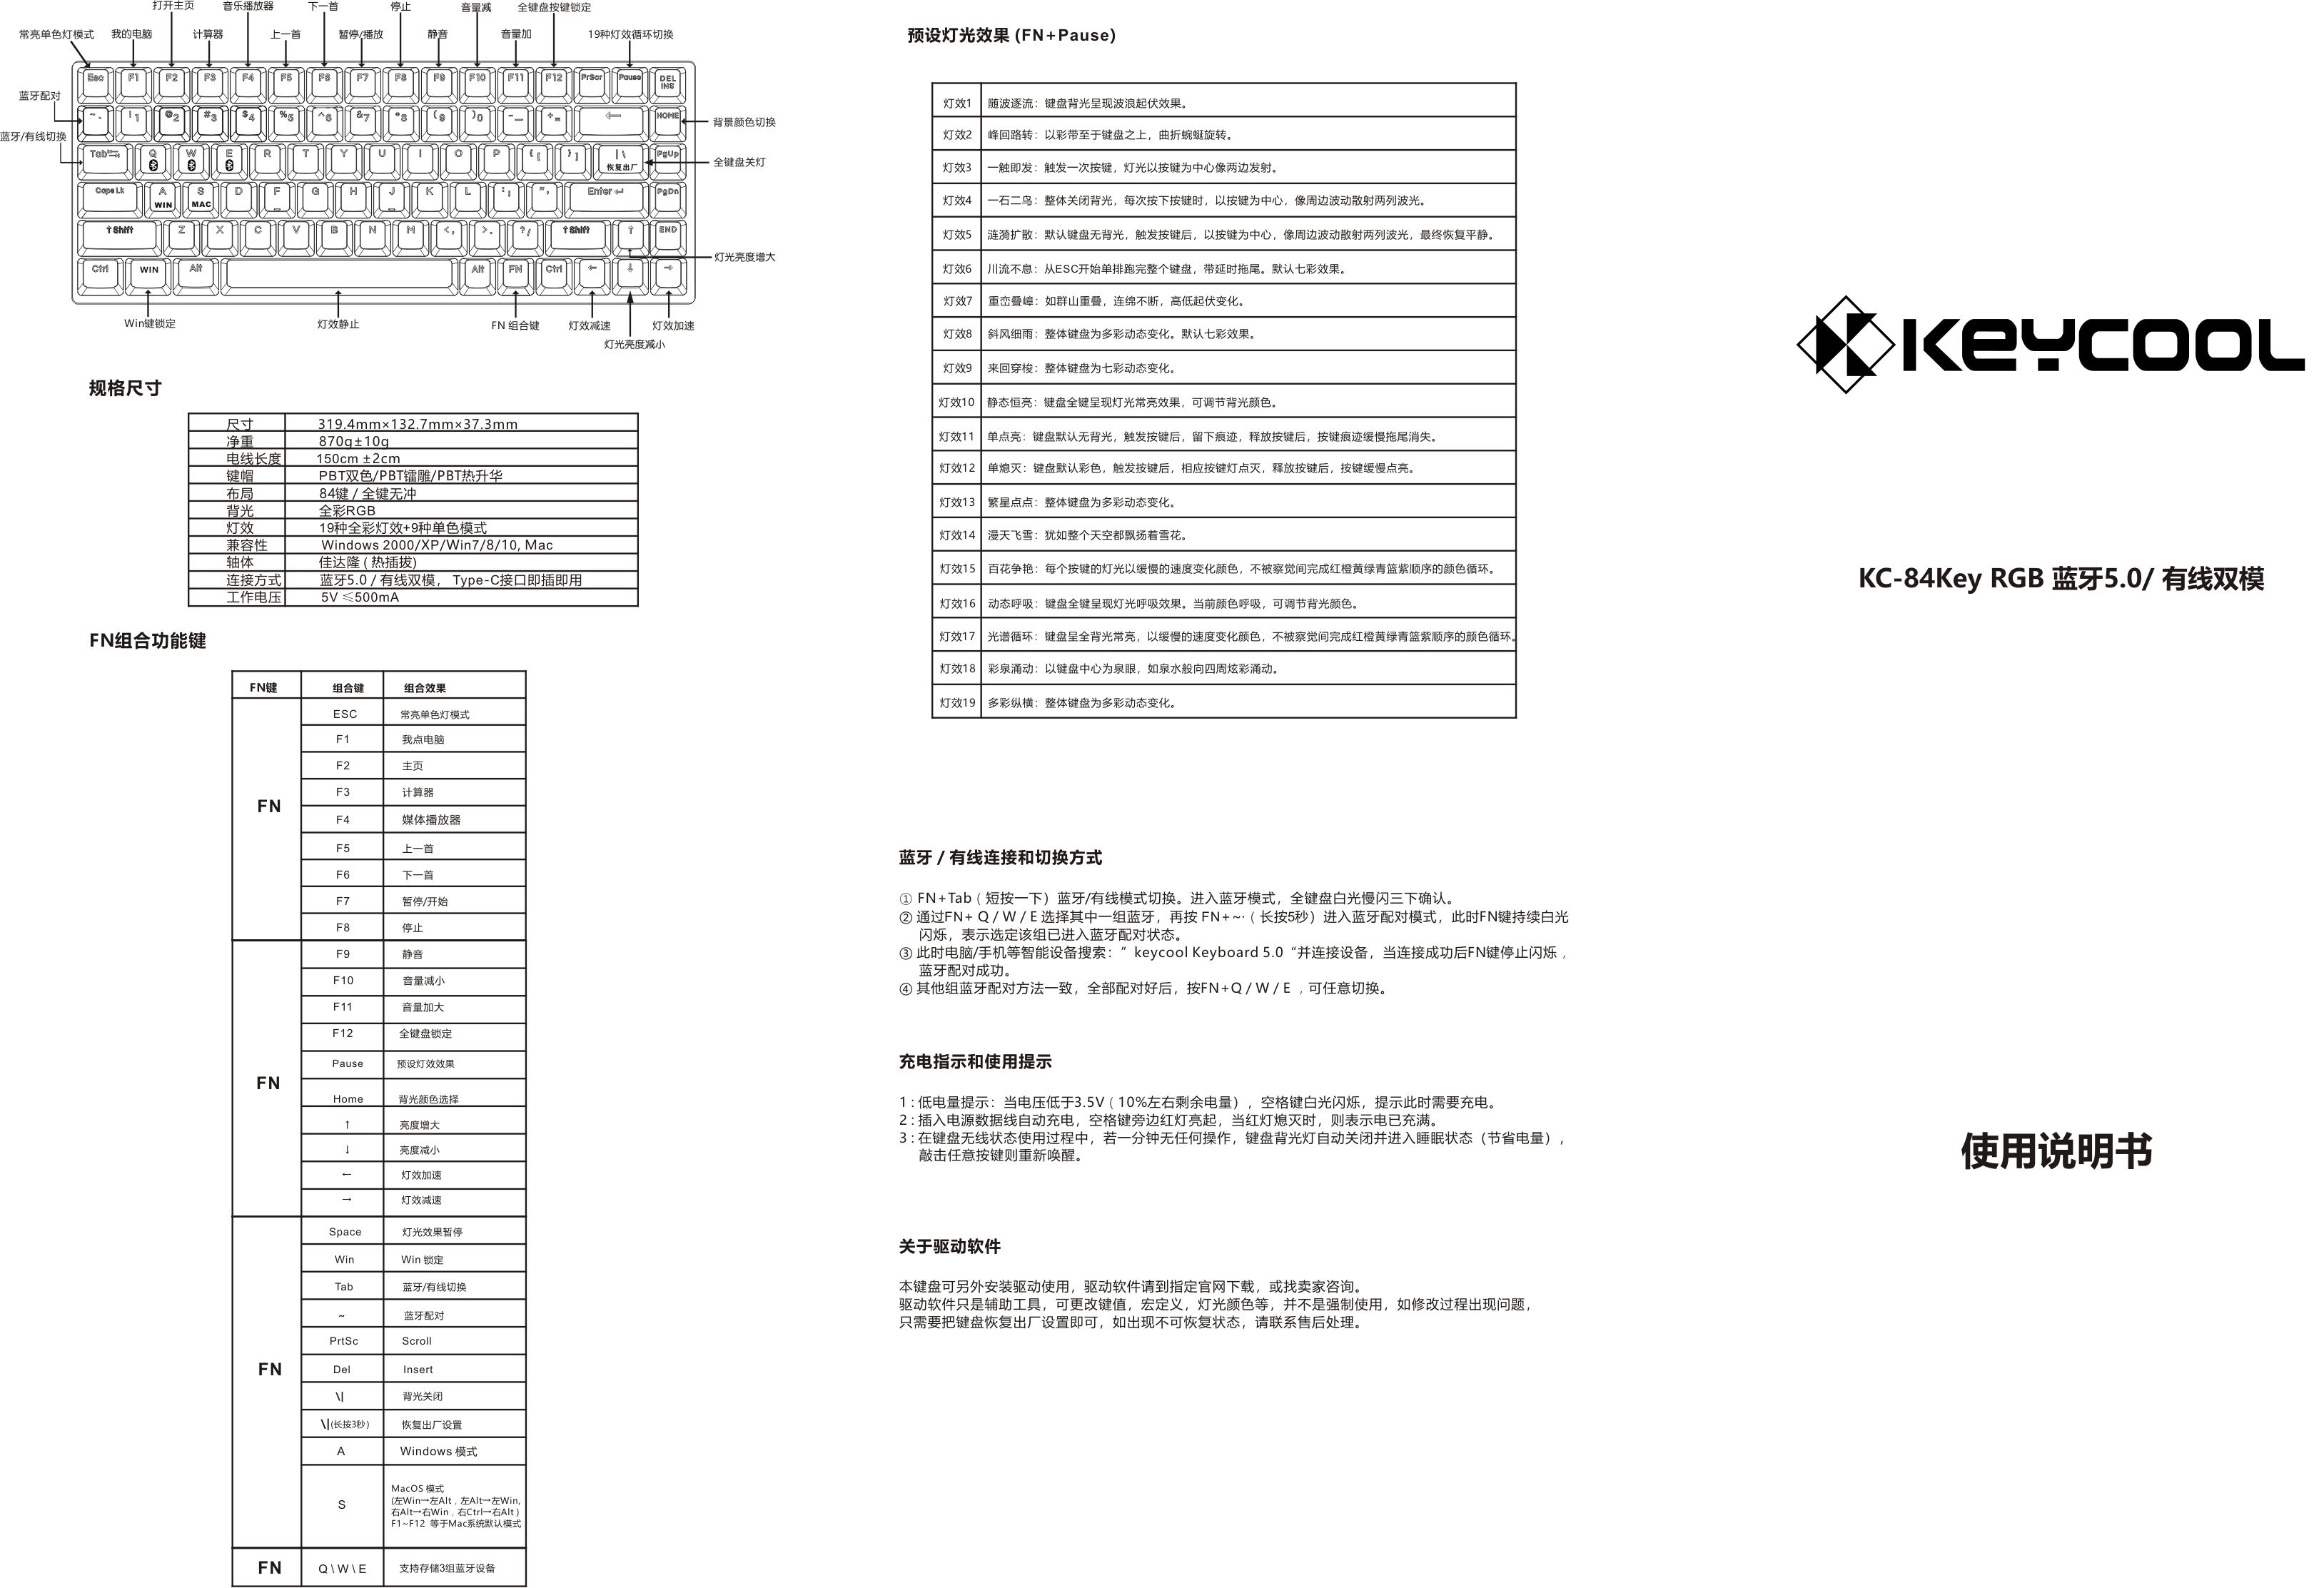 打开主页
音乐播放器
下一首
停止
音量减
全键盘按键锁定
常亮单色灯模式
我的电脑
计算器
上一首
暂停/播放
静音
音量加
19种灯效循环切换
Esc F1 F2 F3 F4 F5 F6 F7 F8 F9 F10 F11 F12 PrScr Pause DEL INS
蓝牙配对
~ ` ! 1 @ 2 # 3 $ 4 % 5 ^ 6 & 7 * 8 ( 9 ) 0 - _ + = ← HOME
背景颜色切换
蓝牙/有线切换
Tab Q W E R T Y U I O P { [ } ] | \ 恢复出厂 PgUp
全键盘关灯
Caps Lk A WIN S MAC D F G H J K L : ; " ' Enter PgDn
⇧ Shift Z X C V B N M < , > . ? / ⇧ Shift ↑ END
灯光亮度增大
Ctrl WIN Alt Alt FN Ctrl ← ↓ →
Win键锁定
灯效静止
FN 组合键
灯效减速
灯效加速
灯光亮度减小
规格尺寸
尺寸 319.4mm×132.7mm×37.3mm
净重 870g±10g
电线长度 150cm ±2cm
键帽 PBT双色/PBT镭雕/PBT热升华
布局 84键 / 全键无冲
背光 全彩RGB
灯效 19种全彩灯效+9种单色模式
兼容性 Windows 2000/XP/Win7/8/10, Mac
轴体 佳达隆 ( 热插拔)
连接方式 蓝牙5.0 / 有线双模， Type-C接口即插即用
工作电压 5V ≤500mA
FN组合功能键
FN键 组合键 组合效果
FN
ESC 常亮单色灯模式
F1 我点电脑
F2 主页
F3 计算器
F4 媒体播放器
F5 上一首
F6 下一首
F7 暂停/开始
F8 停止
FN
F9 静音
F10 音量减小
F11 音量加大
F12 全键盘锁定
Pause 预设灯效效果
Home 背光颜色选择
↑ 亮度增大
↓ 亮度减小
← 灯效加速
→ 灯效减速
FN
Space 灯光效果暂停
Win Win 锁定
Tab 蓝牙/有线切换
~ 蓝牙配对
PrtSc Scroll
Del Insert
\| 背光关闭
\|(长按3秒） 恢复出厂设置
A Windows 模式
S MacOS 模式
(左Win→左Alt , 左Alt→左Win,
右Alt→右Win , 右Ctrl→右Alt )
F1~F12 等于Mac系统默认模式
FN Q \ W \ E 支持存储3组蓝牙设备
预设灯光效果 (FN+Pause)
灯效1 随波逐流：键盘背光呈现波浪起伏效果。
灯效2 峰回路转：以彩带至于键盘之上，曲折蜿蜒旋转。
灯效3 一触即发：触发一次按键，灯光以按键为中心像两边发射。
灯效4 一石二鸟：整体关闭背光，每次按下按键时，以按键为中心，像周边波动散射两列波光。
灯效5 涟漪扩散：默认键盘无背光，触发按键后，以按键为中心，像周边波动散射两列波光，最终恢复平静。
灯效6 川流不息：从ESC开始单排跑完整个键盘，带延时拖尾。默认七彩效果。
灯效7 重峦叠嶂：如群山重叠，连绵不断，高低起伏变化。
灯效8 斜风细雨：整体键盘为多彩动态变化。默认七彩效果。
灯效9 来回穿梭：整体键盘为七彩动态变化。
灯效10 静态恒亮：键盘全键呈现灯光常亮效果，可调节背光颜色。
灯效11 单点亮：键盘默认无背光，触发按键后，留下痕迹，释放按键后，按键痕迹缓慢拖尾消失。
灯效12 单熄灭：键盘默认彩色，触发按键后，相应按键灯点灭，释放按键后，按键缓慢点亮。
灯效13 繁星点点：整体键盘为多彩动态变化。
灯效14 漫天飞雪：犹如整个天空都飘扬着雪花。
灯效15 百花争艳：每个按键的灯光以缓慢的速度变化颜色，不被察觉间完成红橙黄绿青篮紫顺序的颜色循环。
灯效16 动态呼吸：键盘全键呈现灯光呼吸效果。当前颜色呼吸，可调节背光颜色。
灯效17 光谱循环：键盘呈全背光常亮，以缓慢的速度变化颜色，不被察觉间完成红橙黄绿青篮紫顺序的颜色循环。
灯效18 彩泉涌动：以键盘中心为泉眼，如泉水般向四周炫彩涌动。
灯效19 多彩纵横：整体键盘为多彩动态变化。
蓝牙 / 有线连接和切换方式
① FN+Tab（ 短按一下）蓝牙/有线模式切换。进入蓝牙模式，全键盘白光慢闪三下确认。
② 通过FN+ Q / W / E 选择其中一组蓝牙，再按 FN+~·（ 长按5秒）进入蓝牙配对模式，此时FN键持续白光
闪烁，表示选定该组已进入蓝牙配对状态。
③ 此时电脑/手机等智能设备搜索：”keycool Keyboard 5.0“并连接设备，当连接成功后FN键停止闪烁 ,
蓝牙配对成功。
④ 其他组蓝牙配对方法一致，全部配对好后，按FN+Q / W / E ，可任意切换。
充电指示和使用提示
1 : 低电量提示：当电压低于3.5V（ 10%左右剩余电量），空格键白光闪烁，提示此时需要充电。
2 : 插入电源数据线自动充电，空格键旁边红灯亮起，当红灯熄灭时，则表示电已充满。
3 : 在键盘无线状态使用过程中，若一分钟无任何操作，键盘背光灯自动关闭并进入睡眠状态（节省电量），
敲击任意按键则重新唤醒。
关于驱动软件
本键盘可另外安装驱动使用，驱动软件请到指定官网下载，或找卖家咨询。
驱动软件只是辅助工具，可更改键值，宏定义，灯光颜色等，并不是强制使用，如修改过程出现问题，
只需要把键盘恢复出厂设置即可，如出现不可恢复状态，请联系售后处理。
KEYCOOL
KC-84Key RGB 蓝牙5.0/ 有线双模
使用说明书